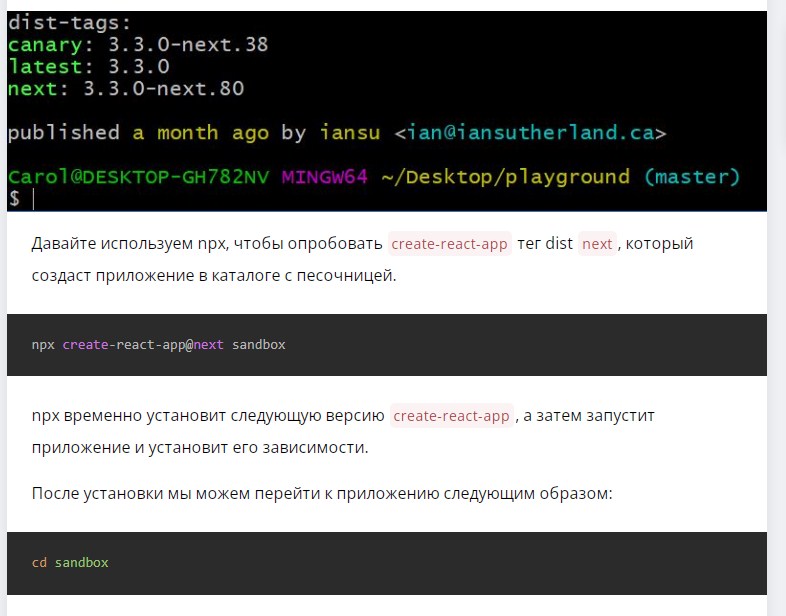 dist-tags:
canary: 3.3.0-next.38
latest: 3.3.0
next: 3.3.0-next.80
published a month ago by iansu <ian@iansutherland.ca>
Carol@DESKTOP-GH782NV MINGW64 ~/Desktop/playground (master)
$
Давайте используем npx, чтобы опробовать create-react-app тег dist next , который
создаст приложение в каталоге с песочницей.
npx create-react-app@next sandbox
npx временно установит следующую версию create-react-app , а затем запустит
приложение и установит его зависимости.
После установки мы можем перейти к приложению следующим образом:
cd sandbox